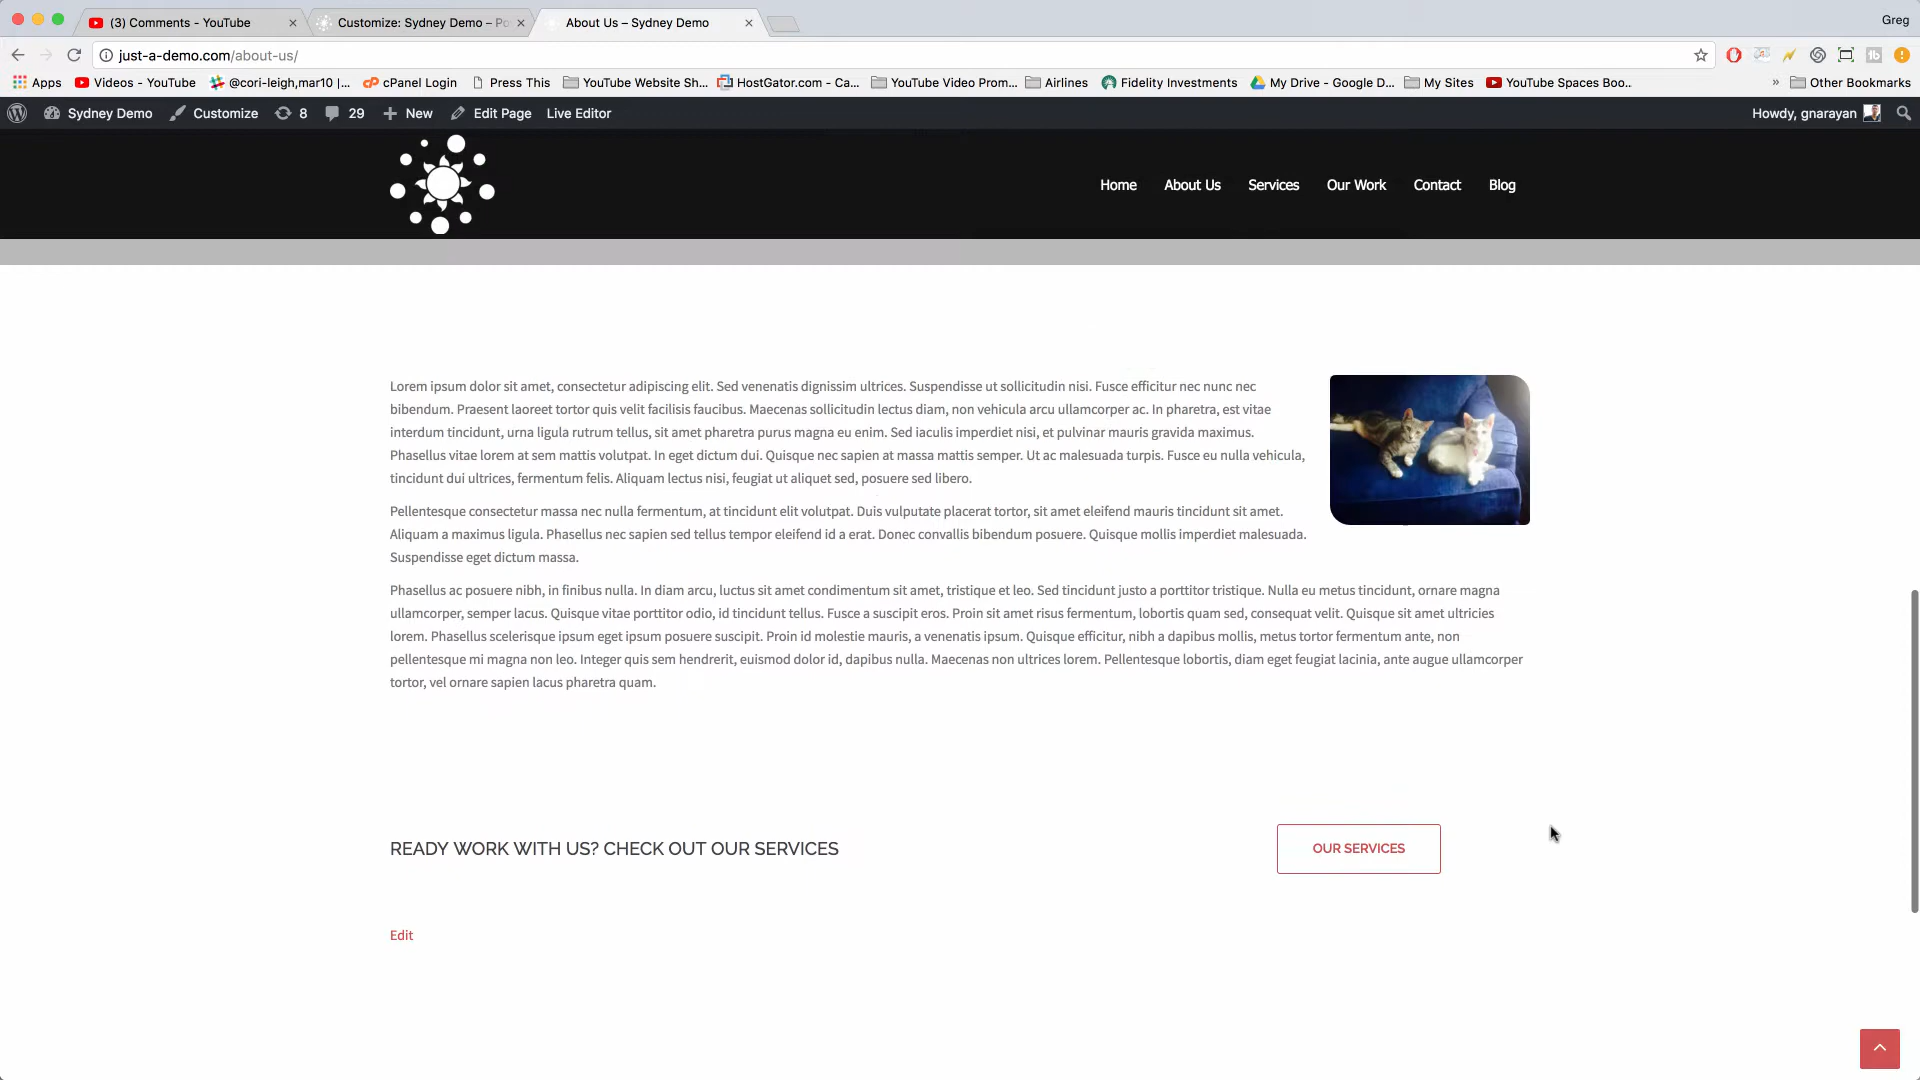 (3) Comments - YouTube
Customize: Sydney Demo – Po
About Us – Sydney Demo
Greg
just-a-demo.com/about-us/
Apps
Videos - YouTube
@cori-leigh,mar10 |...
cPanel Login
Press This
YouTube Website Sh...
HostGator.com - Ca...
YouTube Video Prom...
Airlines
Fidelity Investments
My Drive - Google D...
My Sites
YouTube Spaces Boo...
»
Other Bookmarks
Sydney Demo
Customize
8
29
New
Edit Page
Live Editor
Howdy, gnarayan
Home
About Us
Services
Our Work
Contact
Blog
Lorem ipsum dolor sit amet, consectetur adipiscing elit. Sed venenatis dignissim ultrices. Suspendisse ut sollicitudin nisi. Fusce efficitur nec nunc nec
bibendum. Praesent laoreet tortor quis velit facilisis faucibus. Maecenas sollicitudin lectus diam, non vehicula arcu ullamcorper ac. In pharetra, est vitae
interdum tincidunt, urna ligula rutrum tellus, sit amet pharetra purus magna eu enim. Sed iaculis imperdiet nisi, et pulvinar mauris gravida maximus.
Phasellus vitae lorem at sem mattis volutpat. In eget dictum dui. Quisque nec sapien at massa mattis semper. Ut ac malesuada turpis. Fusce eu nulla vehicula,
tincidunt dui ultrices, fermentum felis. Aliquam lectus nisi, feugiat ut aliquet sed, posuere sed libero.
Pellentesque consectetur massa nec nulla fermentum, at tincidunt elit volutpat. Duis vulputate placerat tortor, sit amet eleifend mauris tincidunt sit amet.
Aliquam a maximus ligula. Phasellus nec sapien sed tellus tempor eleifend id a erat. Donec convallis bibendum posuere. Quisque mollis imperdiet malesuada.
Suspendisse eget dictum massa.
Phasellus ac posuere nibh, in finibus nulla. In diam arcu, luctus sit amet condimentum sit amet, tristique et leo. Sed tincidunt justo a porttitor tristique. Nulla eu metus tincidunt, ornare magna
ullamcorper, semper lacus. Quisque vitae porttitor odio, id tincidunt tellus. Fusce a suscipit eros. Proin sit amet risus fermentum, lobortis quam sed, consequat velit. Quisque sit amet ultricies
lorem. Phasellus scelerisque ipsum eget ipsum posuere suscipit. Proin id molestie mauris, a venenatis ipsum. Quisque efficitur, nibh a dapibus mollis, metus tortor fermentum ante, non
pellentesque mi magna non leo. Integer quis sem hendrerit, euismod dolor id, dapibus nulla. Maecenas non ultrices lorem. Pellentesque lobortis, diam eget feugiat lacinia, ante augue ullamcorper
tortor, vel ornare sapien lacus pharetra quam.
READY WORK WITH US? CHECK OUT OUR SERVICES
OUR SERVICES
Edit